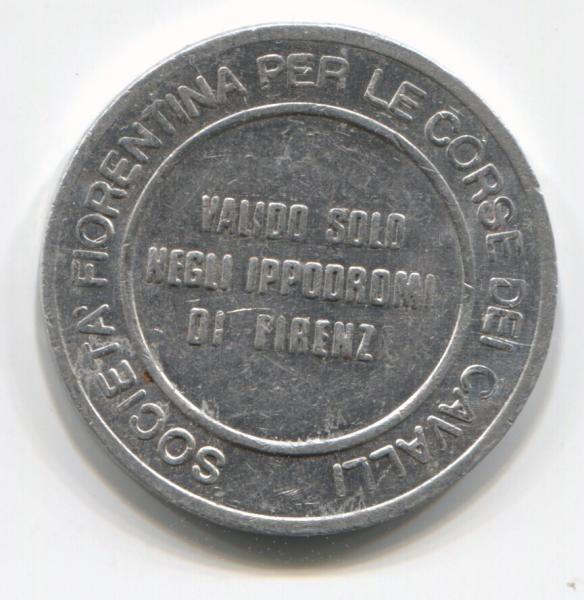 SOCIETA' FIORENTINA PER LE CORSE DEI CAVALLI
VALIDO SOLO
NEGLI IPPODROMI
DI FIRENZ